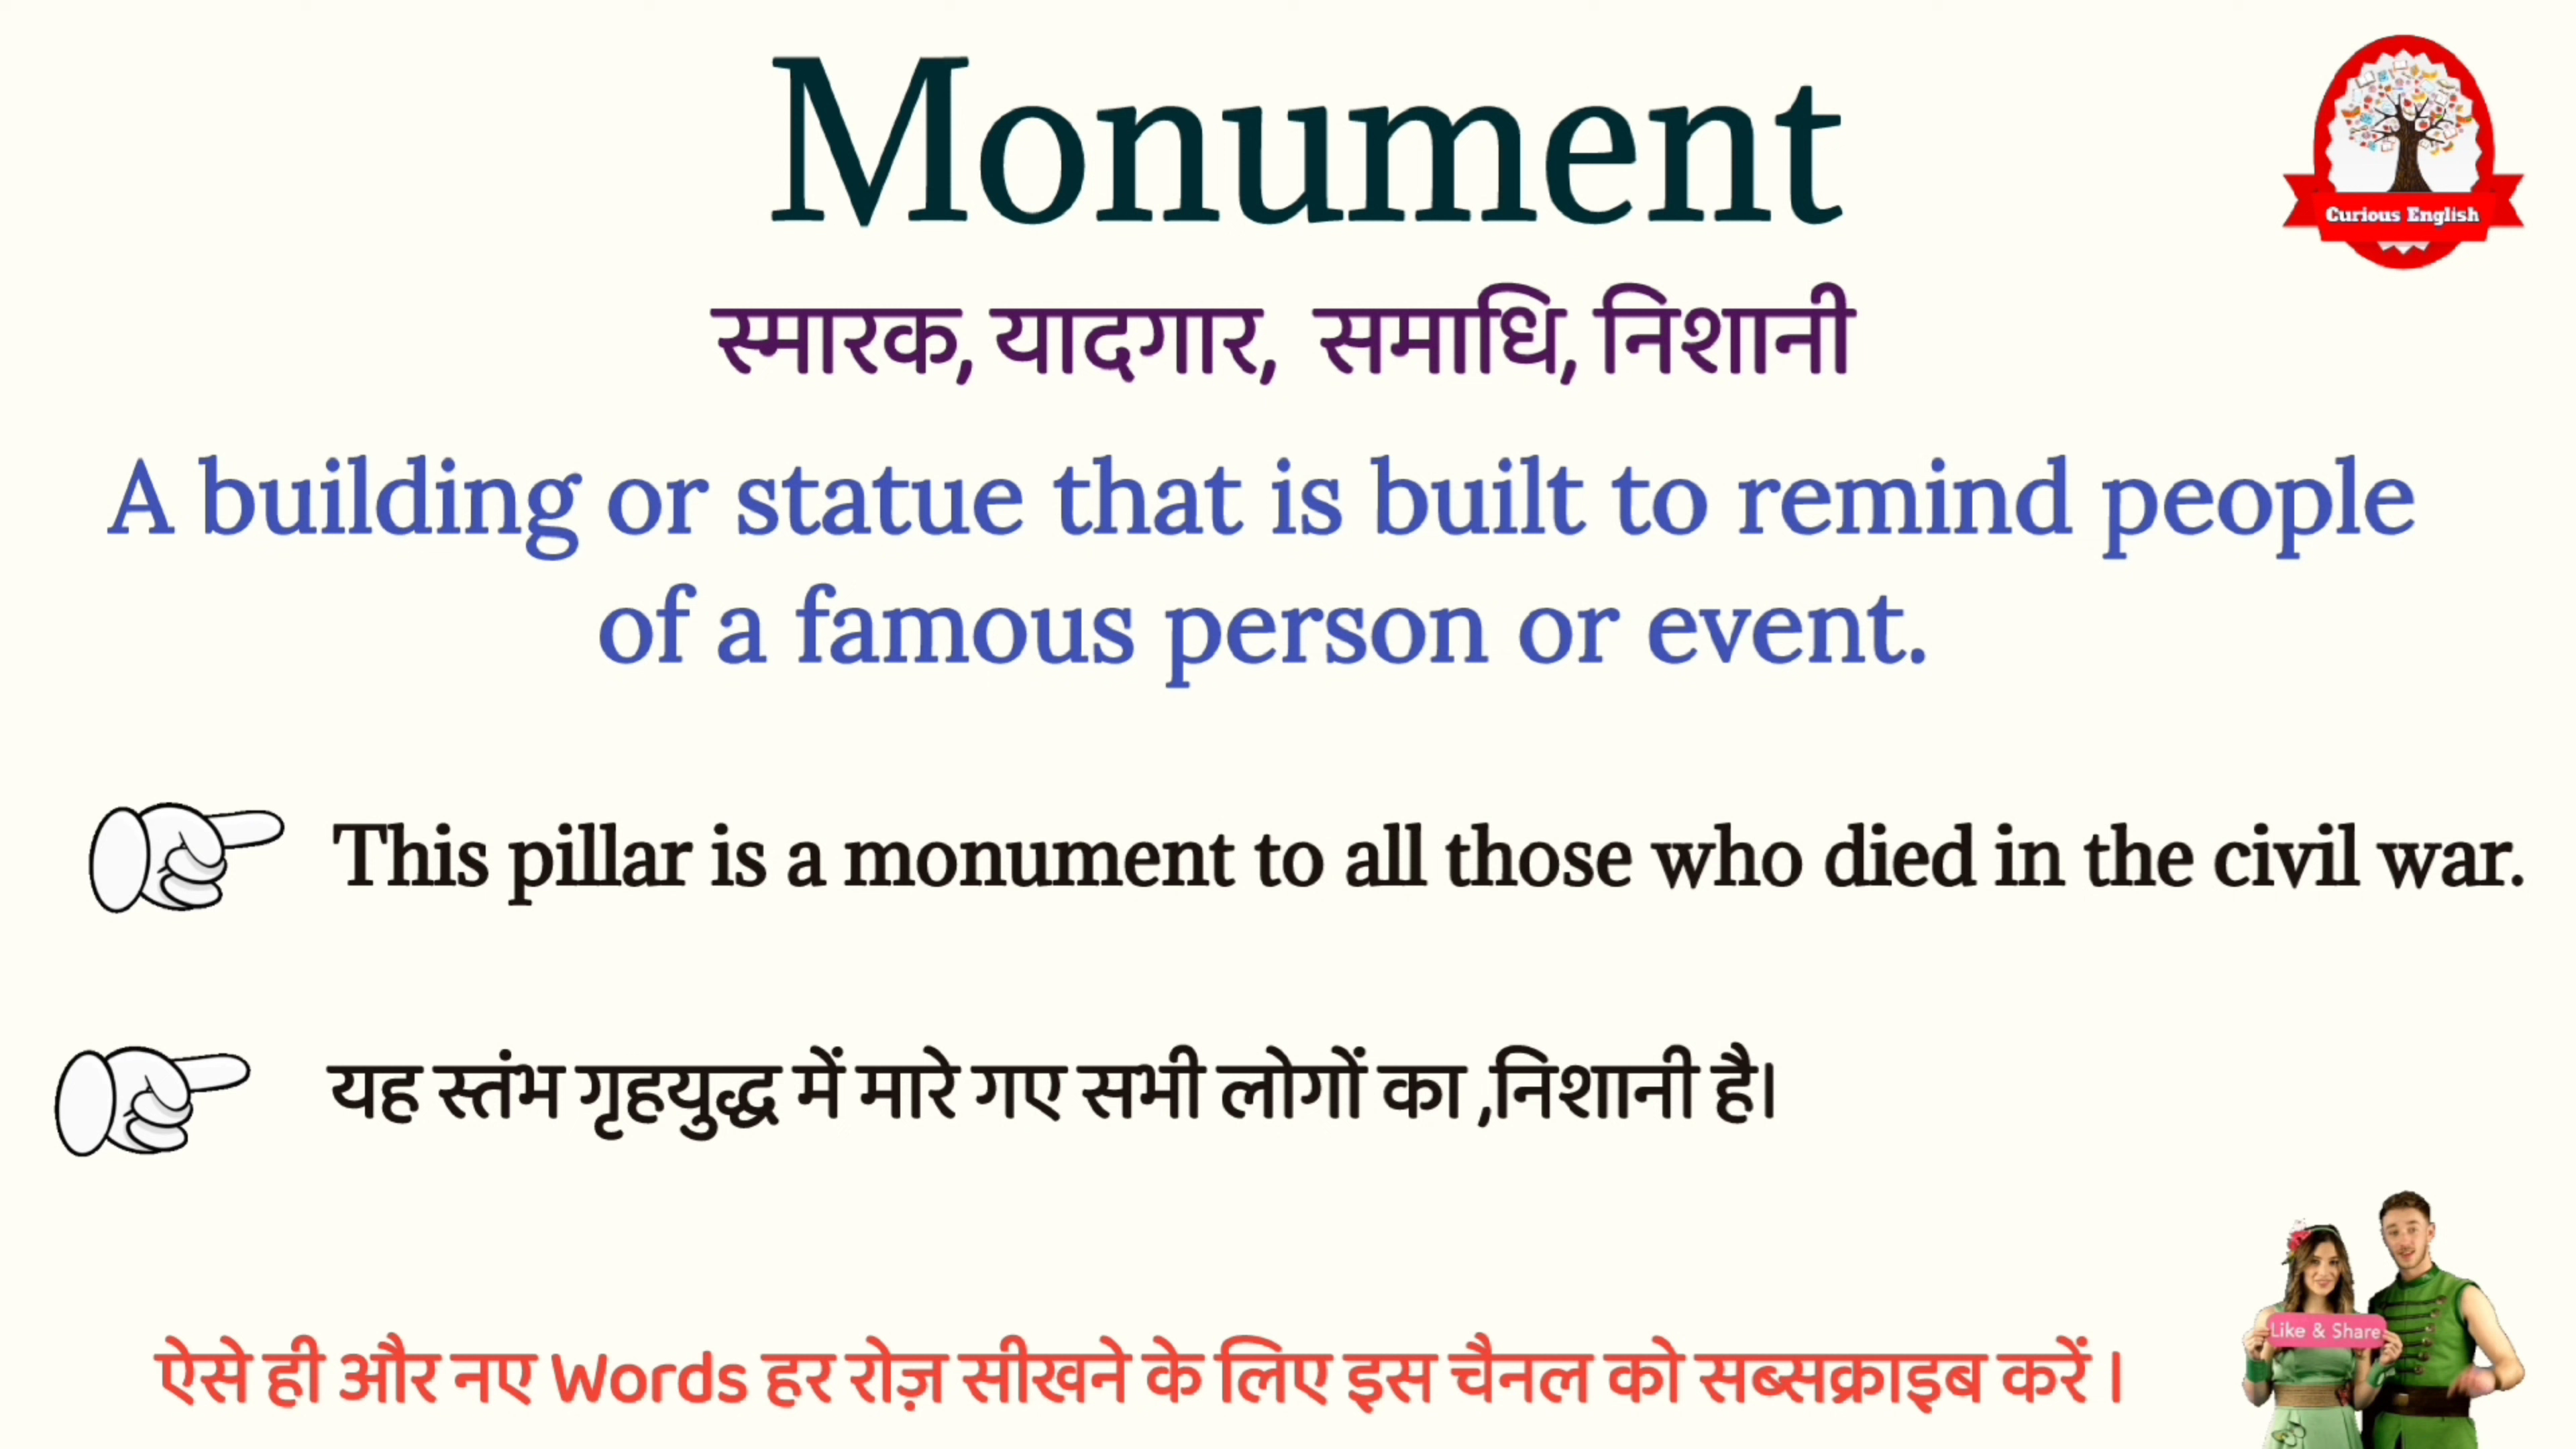 Monument
Curious English
स्मारक, यादगार, समाधि, निशानी
A building or statue that is built to remind people
of a famous person or event.
This pillar is a monument to all those who died in the civil war.
यह स्तंभ गृहयुद्ध में मारे गए सभी लोगों का ,निशानी है।
Like & Share
ऐसे ही और नए Words हर रोज़ सीखने के लिए इस चैनल को सब्सक्राइब करें ।